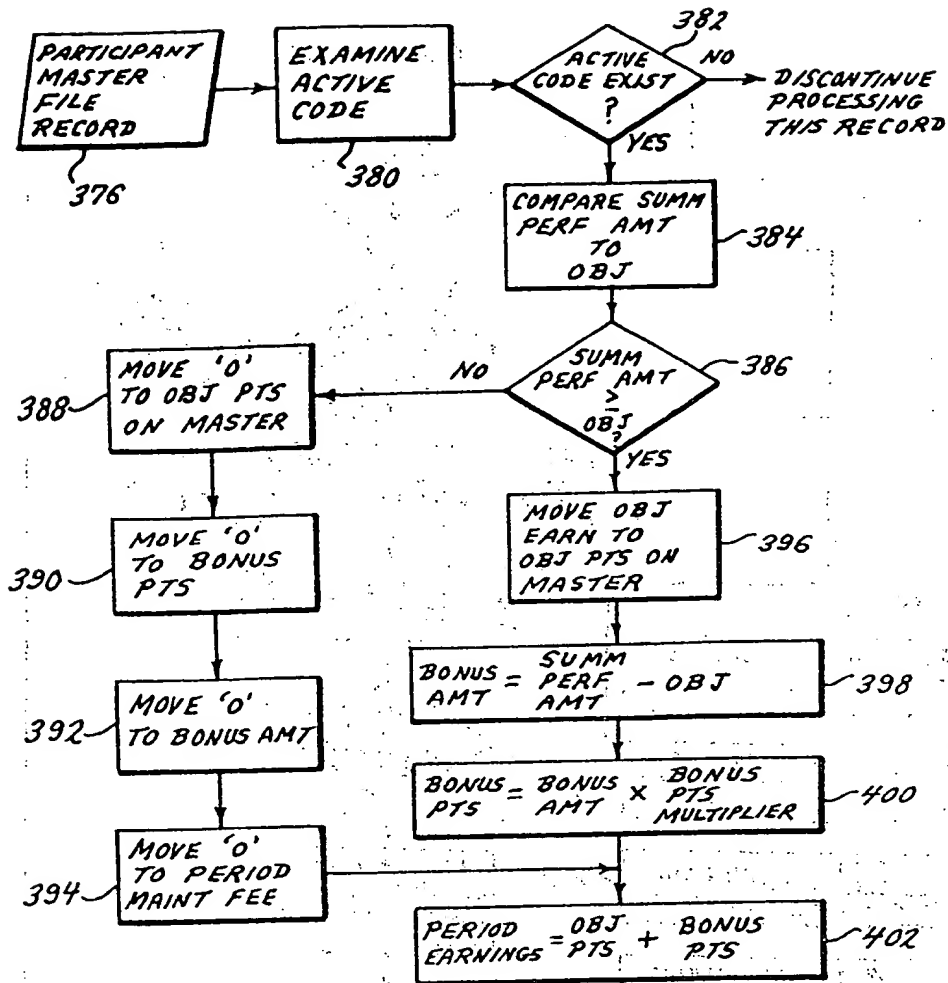 PARTICIPANT
MASTER
FILE
RECORD
376
EXAMINE
ACTIVE
CODE
380
382
ACTIVE
CODE EXIST
?
NO
DISCONTINUE
PROCESSING
THIS RECORD
YES
COMPARE SUMM
PERF AMT
TO
OBJ
384
SUMM
PERF AMT
≥
OBJ
?
386
NO
YES
388
MOVE 'O'
TO OBJ PTS
ON MASTER
390
MOVE 'O'
TO BONUS
PTS
392
MOVE 'O'
TO BONUS AMT
394
MOVE 'O'
TO PERIOD
MAINT FEE
MOVE OBJ
EARN TO
OBJ PTS ON
MASTER
396
BONUS AMT = SUMM PERF AMT - OBJ
398
BONUS PTS = BONUS AMT X BONUS PTS MULTIPLIER
400
PERIOD EARNINGS = OBJ PTS + BONUS PTS
402